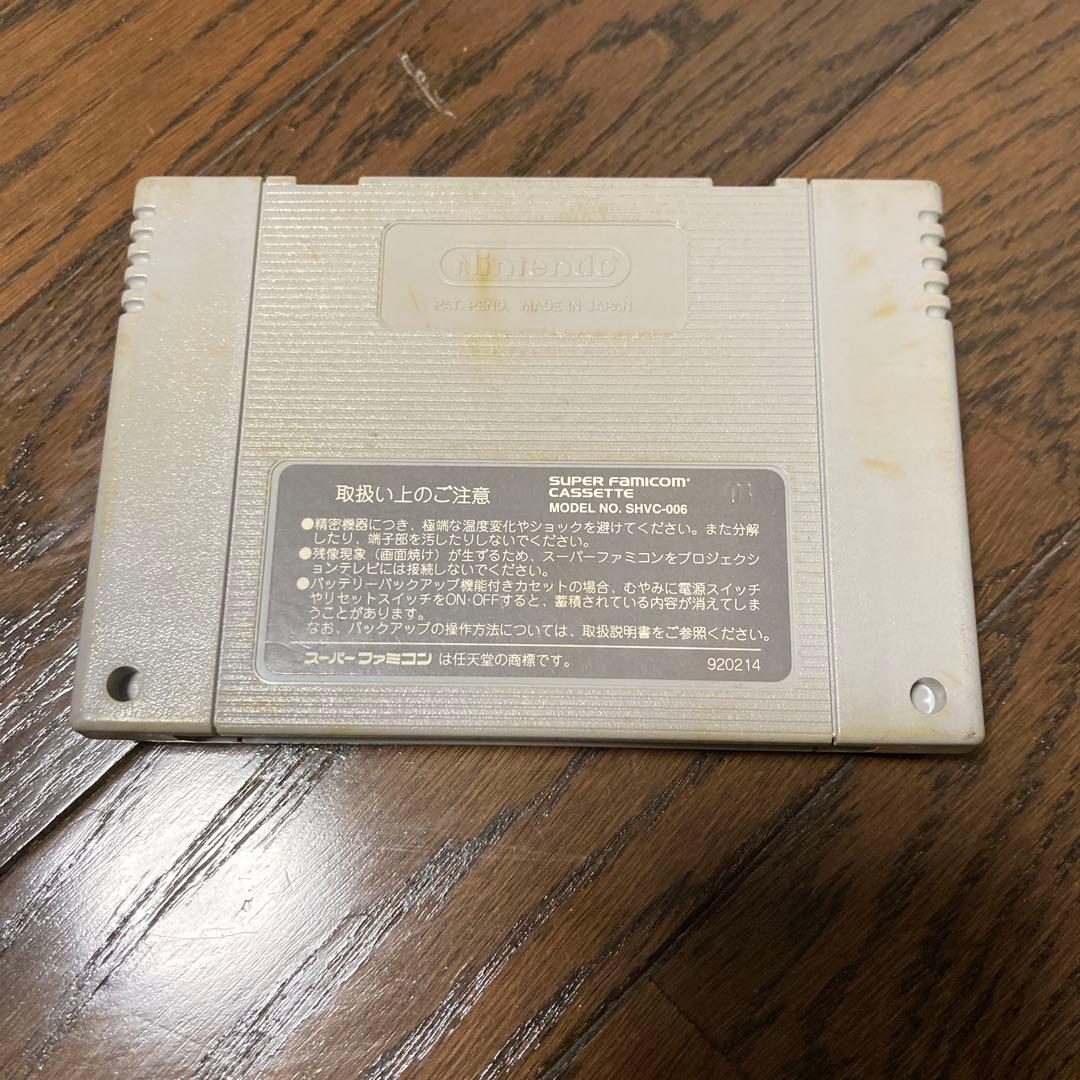 Nintendo®
PAT. PEND. MADE IN JAPAN
取扱い上のご注意
SUPER FAMICOM®
CASSETTE
MODEL NO. SHVC-006
●精密機器につき、極端な温度変化やショックを避けてください。また分解
したり、端子部を汚したりしないでください。
●残像現象（画面焼け）が生ずるため、スーパーファミコンをプロジェクシ
ョンテレビには接続しないでください。
●バッテリーバックアップ機能付きカセットの場合、むやみに電源スイッチ
やリセットスイッチをON・OFFすると、蓄積されている内容が消えてしま
うことがあります。
なお、バックアップの操作方法については、取扱説明書をご参照ください。
スーパーファミコン は任天堂の商標です。
920214